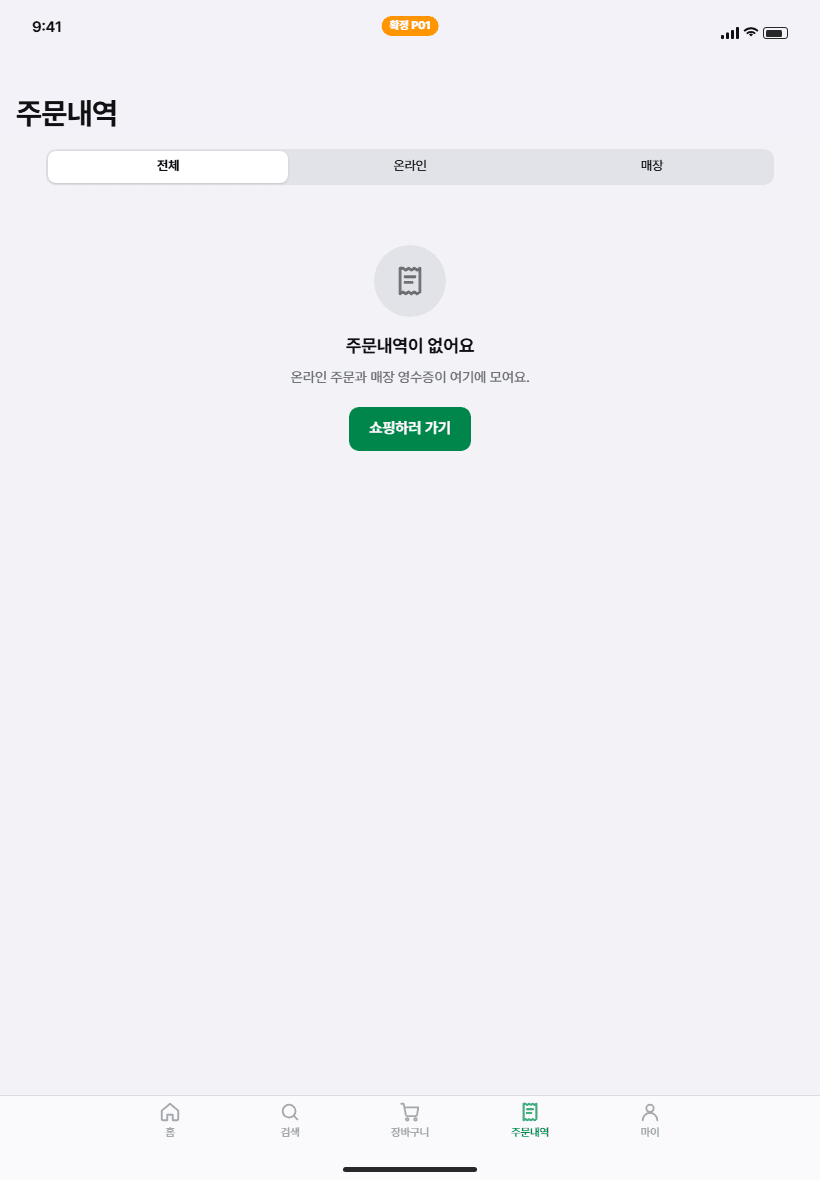 9:41
확정 P01
주문내역
전체
온라인
매장
주문내역이 없어요
온라인 주문과 매장 영수증이 여기에 모여요.
쇼핑하러 가기
홈
검색
장바구니
주문내역
마이